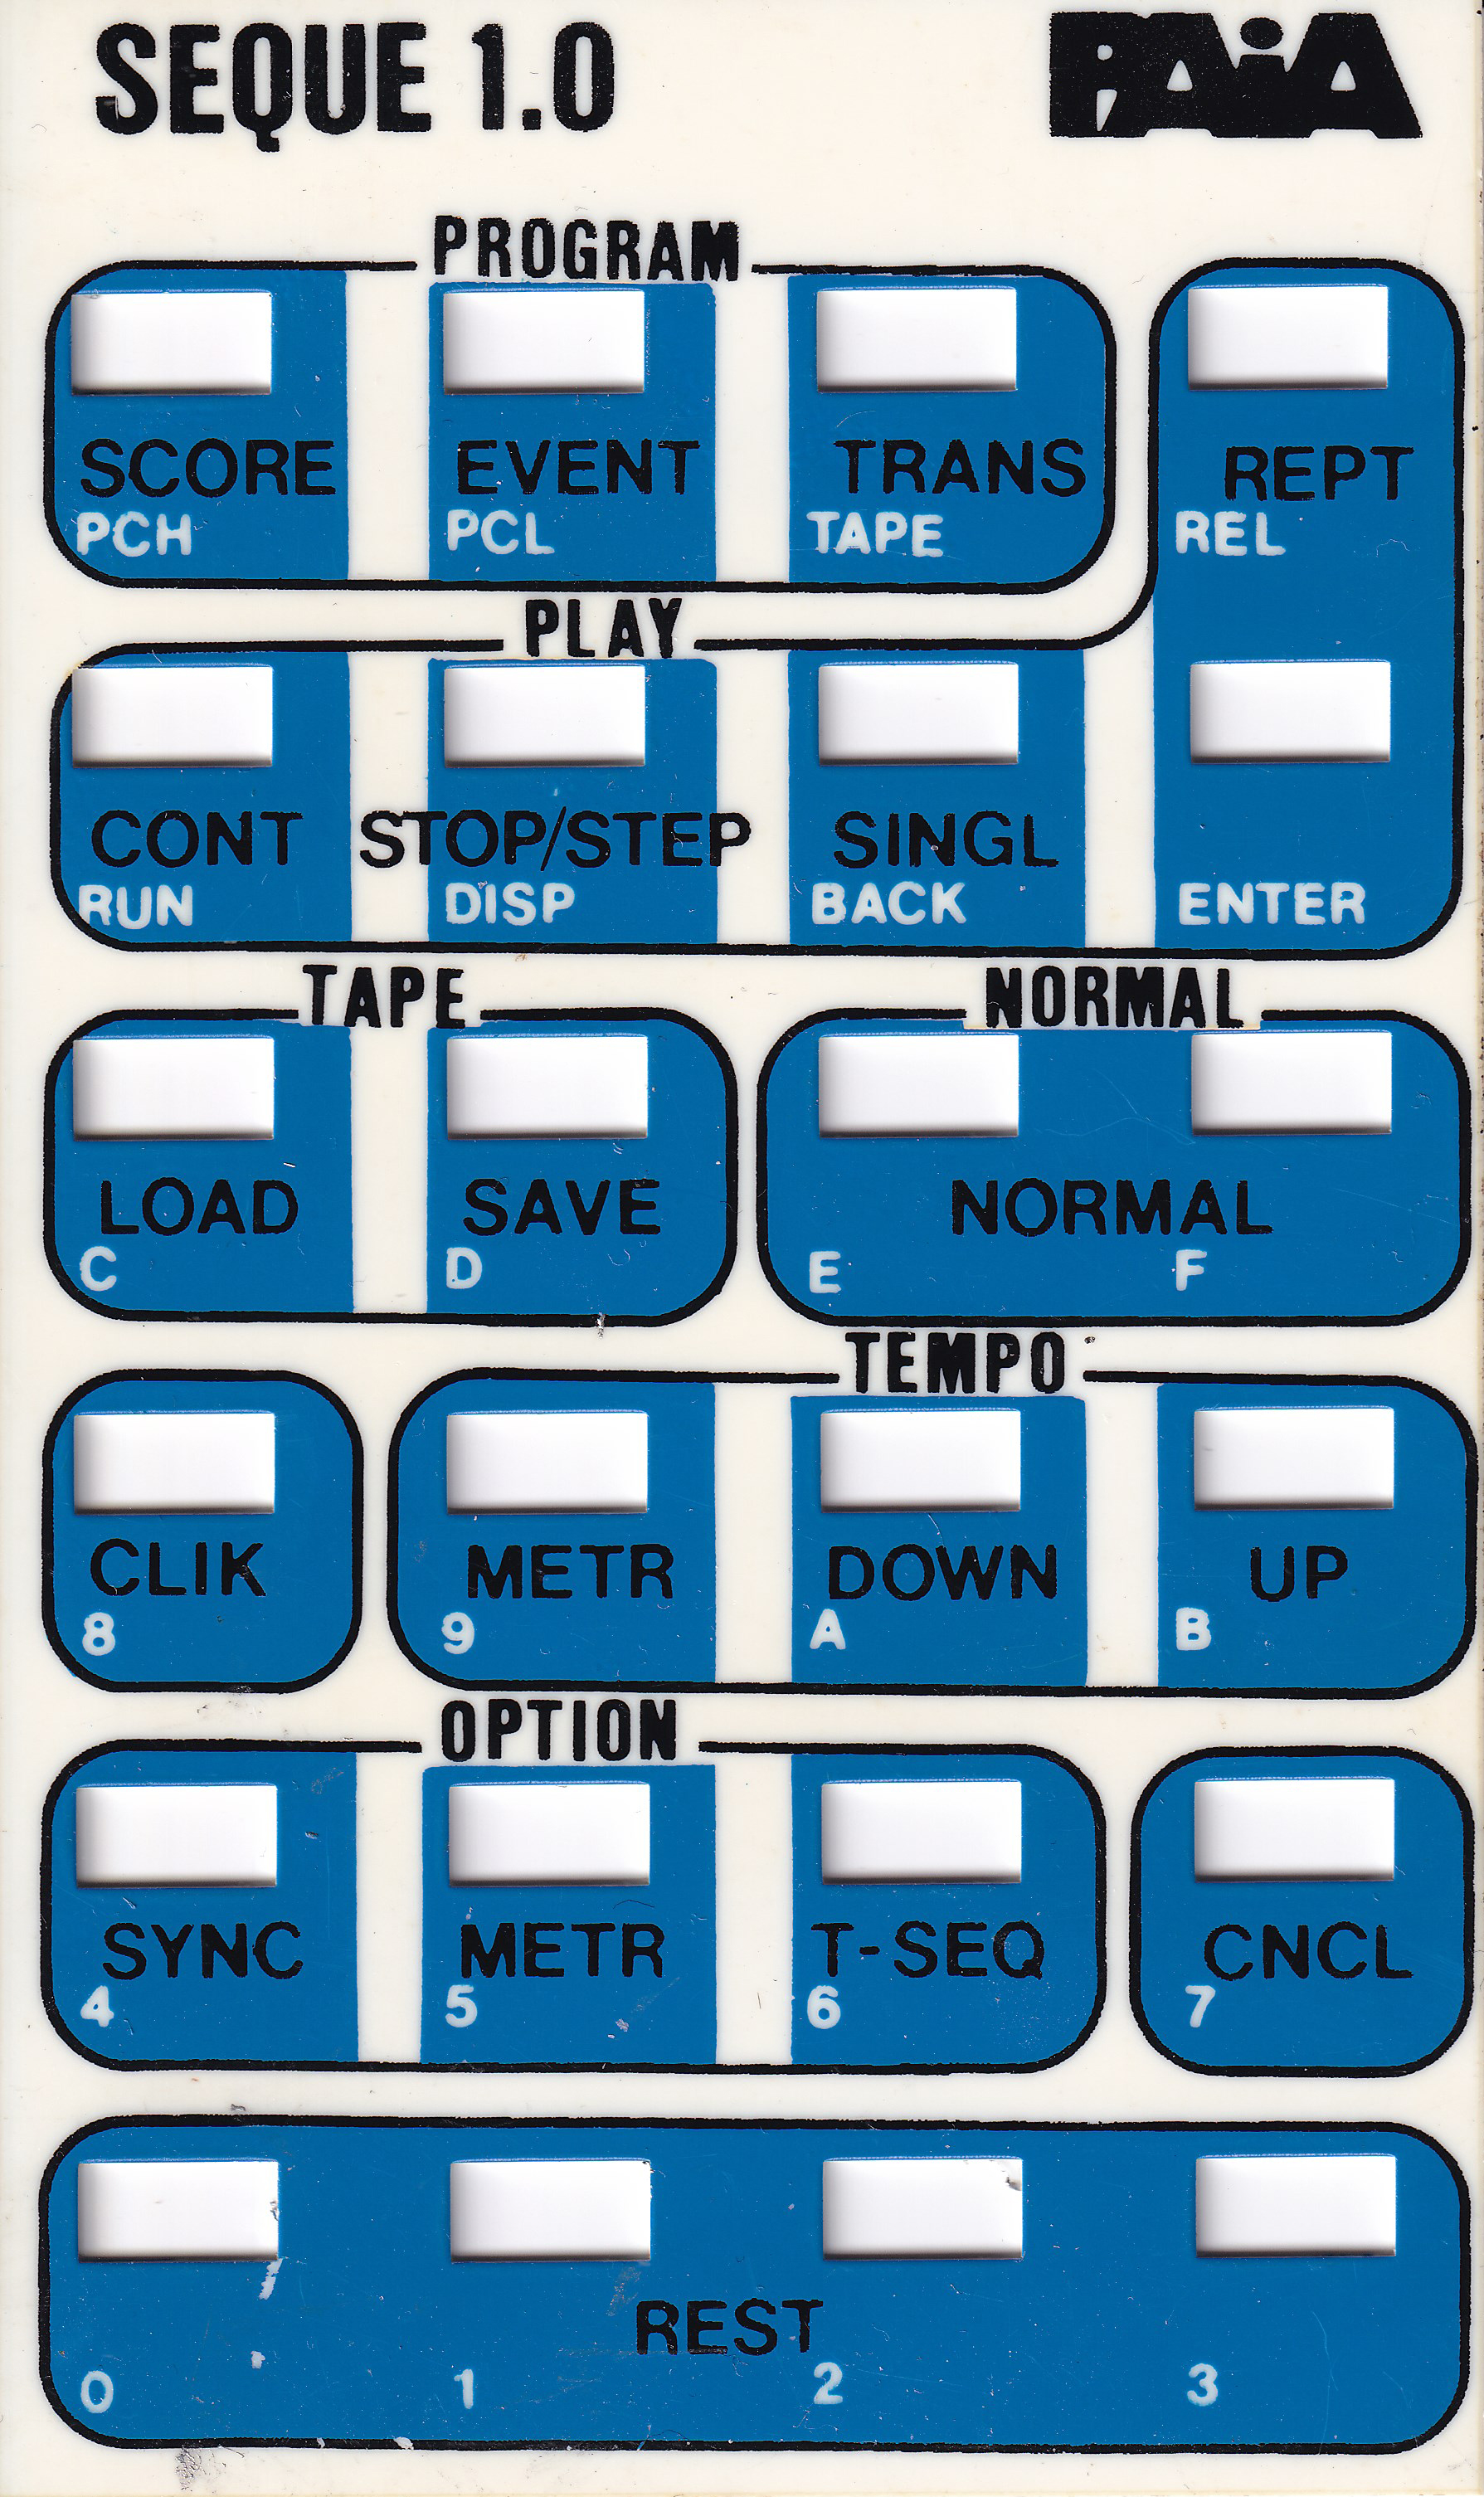 SEQUE 1.0 PAiA
PROGRAM
SCORE EVENT TRANS REPT
PCH PCL TAPE REL
PLAY
CONT STOP/STEP SINGL
RUN DISP BACK ENTER
TAPE NORMAL
LOAD SAVE NORMAL
C D E F
TEMPO
CLIK METR DOWN UP
8 9 A B
OPTION
SYNC METR T-SEQ CNCL
4 5 6 7
REST
0 1 2 3